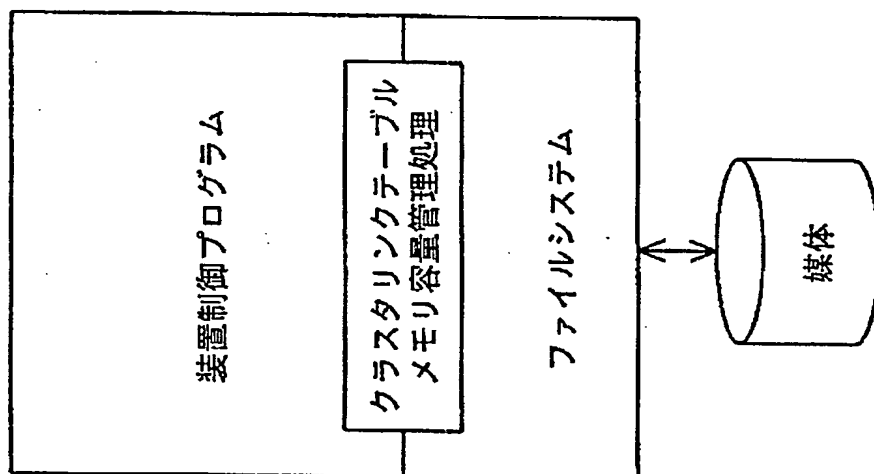 装置制御プログラム
クラスタリンクテーブル
メモリ容量管理処理
ファイルシステム
媒体